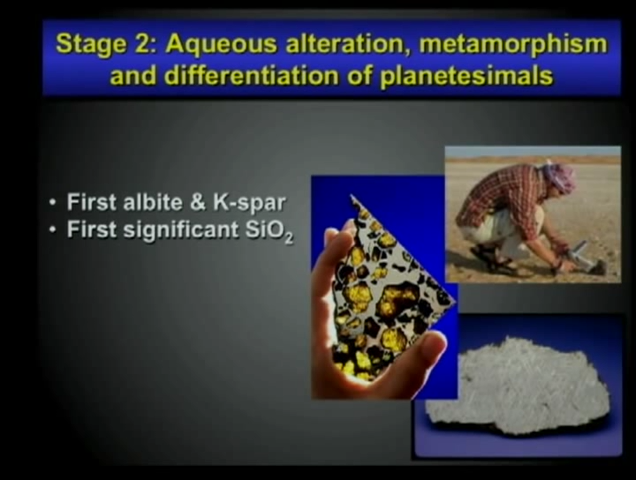 Stage 2: Aqueous alteration, metamorphism
and differentiation of planetesimals
• First albite & K-spar
• First significant SiO₂